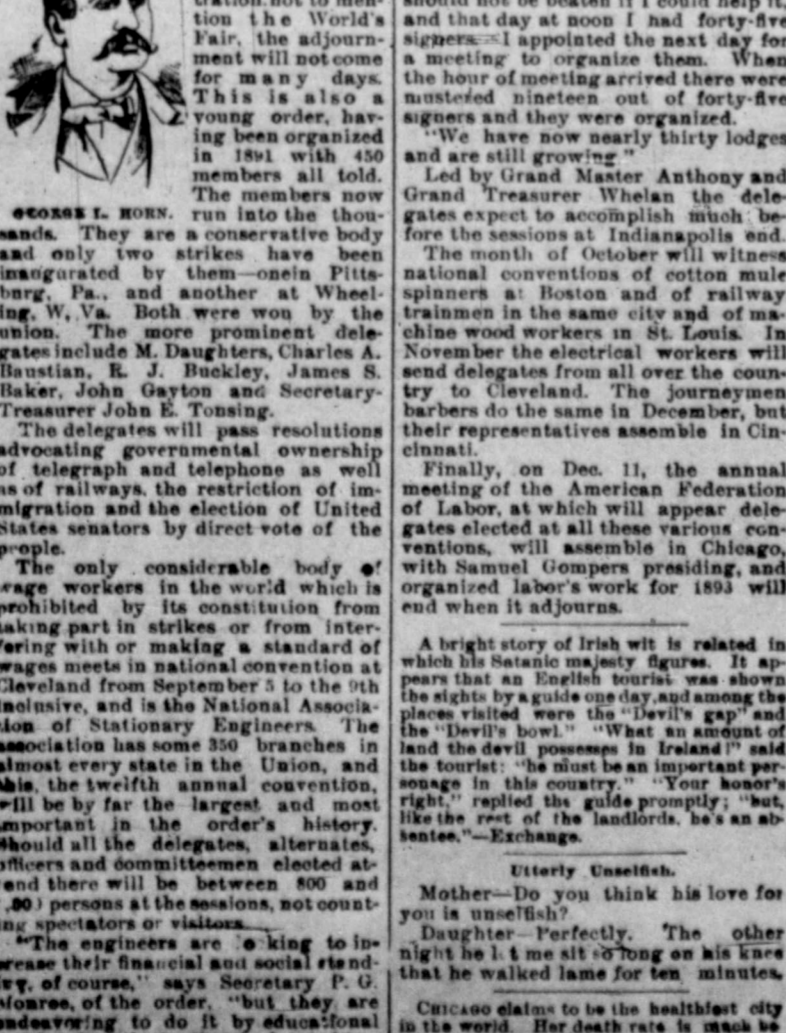 tration, not to men-
tion the World's
Fair, the adjourn-
ment will not come
for many days.
This is also a
young order, hav-
ing been organized
in 1891 with 450
members all told.
The members now
GEORGE L. HORN. run into the thou-
sands. They are a conservative body
and only two strikes have been
inaugurated by them—onein Pitts-
burg, Pa., and another at Wheel-
ing, W. Va. Both were won by the
union. The more prominent dele-
gates include M. Daughters, Charles A.
Baustian, R. J. Buckley, James S.
Baker, John Gayton and Secretary-
Treasurer John E. Tonsing.
The delegates will pass resolutions
advocating governmental ownership
of telegraph and telephone as well
as of railways, the restriction of im-
migration and the election of United
States senators by direct vote of the
people.
The only considerable body of
wage workers in the world which is
prohibited by its constitution from
taking part in strikes or from inter-
fering with or making a standard of
wages meets in national convention at
Cleveland from September 5 to the 9th
inclusive, and is the National Associa-
tion of Stationary Engineers. The
association has some 350 branches in
almost every state in the Union, and
this, the twelfth annual convention,
will be by far the largest and most
important in the order's history.
Should all the delegates, alternates,
officers and committeemen elected at-
tend there will be between 800 and
persons at the sessions, not count-
ing spectators or visitors.
"The engineers are king to in-
crease their financial and social stand-
ing, of course," says Secretary P. G.
Monroe, of the order, "but they are
endeavoring to do it by educational
should not be beaten if I could help it,
and that day at noon I had forty-five
signers. I appointed the next day for
a meeting to organize them. When
the hour of meeting arrived there were
mustered nineteen out of forty-five
signers and they were organized.
"We have now nearly thirty lodges
and are still growing."
Led by Grand Master Anthony and
Grand Treasurer Whelan the dele-
gates expect to accomplish much be-
fore the sessions at Indianapolis end.
The month of October will witness
national conventions of cotton mule
spinners at Boston and of railway
trainmen in the same city and of ma-
chine wood workers in St. Louis. In
November the electrical workers will
send delegates from all over the coun-
try to Cleveland. The journeymen
barbers do the same in December, but
their representatives assemble in Cin-
cinnati.
Finally, on Dec. 11, the annual
meeting of the American Federation
of Labor, at which will appear dele-
gates elected at all these various con-
ventions, will assemble in Chicago,
with Samuel Gompers presiding, and
organized labor's work for 1893 will
end when it adjourns.
A bright story of Irish wit is related in
which his Satanic majesty figures. It ap-
pears that an English tourist was shown
the sights by a guide one day, and among the
places visited were the "Devil's gap" and
the "Devil's bowl." "What an amount of
land the devil possesses in Ireland!" said
the tourist: "he must be an important per-
sonage in this country." "Your honor's
right," replied the guide promptly; "but,
like the rest of the landlords, he's an ab-
sentee."—Exchange.
Utterly Unselfish.
Mother—Do you think his love for
you is unselfish?
Daughter—Perfectly. The other
night he let me sit so long on his knee
that he walked lame for ten minutes.
CHICAGO claims to be the healthiest city
in the world. Her death rate is much be-